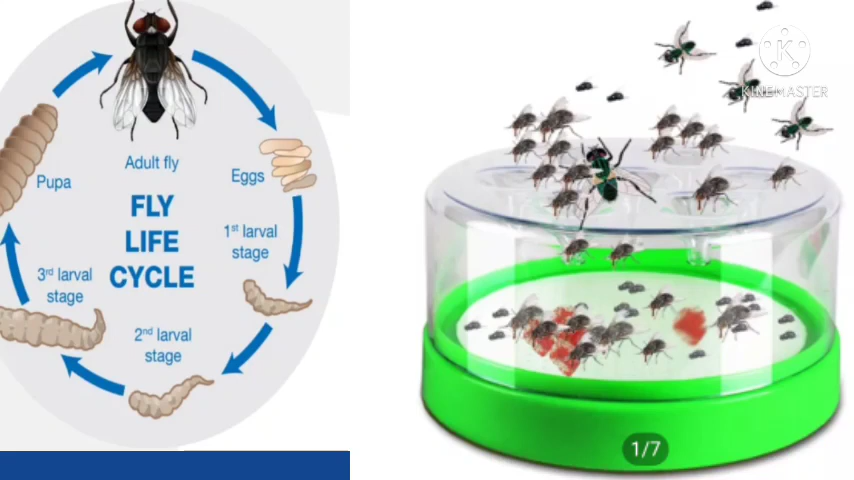 Adult fly
Eggs
Pupa
FLY
LIFE
CYCLE
1st larval
stage
3rd larval
stage
2nd larval
stage
K
KINEMASTER
1/7